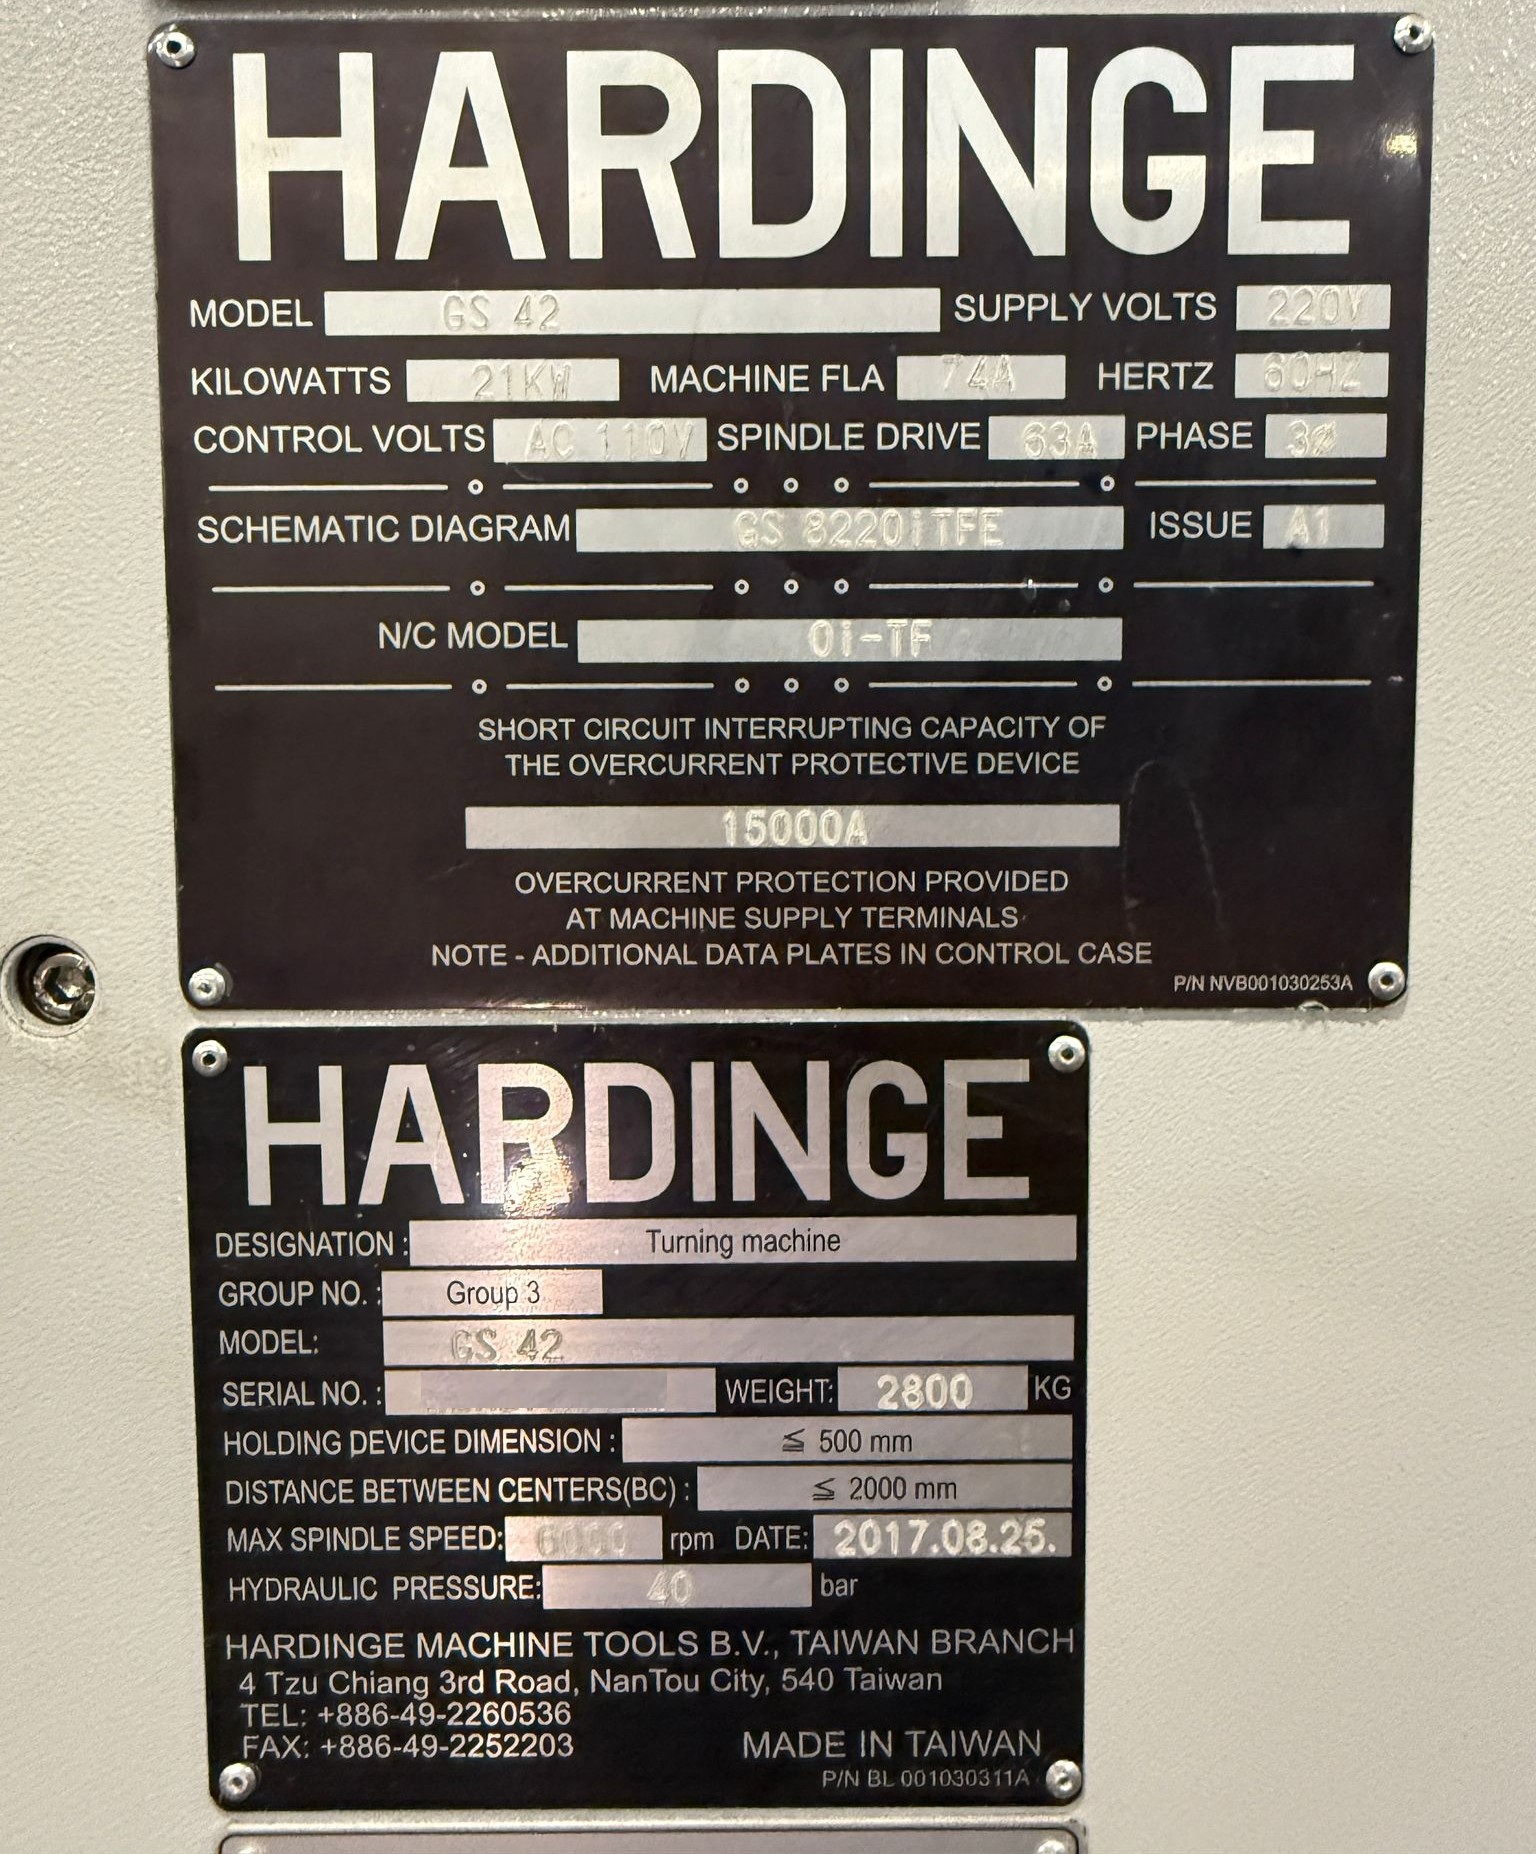 HARDINGE
MODEL GS 42 SUPPLY VOLTS 220V
KILOWATTS 21KW MACHINE FLA 74A HERTZ 60HZ
CONTROL VOLTS AC 110V SPINDLE DRIVE 63A PHASE 3ø
SCHEMATIC DIAGRAM GS 8220iTFE ISSUE A1
N/C MODEL 0i-TF
SHORT CIRCUIT INTERRUPTING CAPACITY OF
THE OVERCURRENT PROTECTIVE DEVICE
15000A
OVERCURRENT PROTECTION PROVIDED
AT MACHINE SUPPLY TERMINALS
NOTE - ADDITIONAL DATA PLATES IN CONTROL CASE
P/N NVB001030253A
HARDINGE
DESIGNATION : Turning machine
GROUP NO. : Group 3
MODEL: GS 42
SERIAL NO. : WEIGHT: 2800 KG
HOLDING DEVICE DIMENSION : ≦ 500 mm
DISTANCE BETWEEN CENTERS(BC) : ≦ 2000 mm
MAX SPINDLE SPEED: 6000 rpm DATE: 2017.08.25.
HYDRAULIC PRESSURE: 40 bar
HARDINGE MACHINE TOOLS B.V., TAIWAN BRANCH
4 Tzu Chiang 3rd Road, NanTou City, 540 Taiwan
TEL: +886-49-2260536
FAX: +886-49-2252203
MADE IN TAIWAN
P/N BL 001030311A